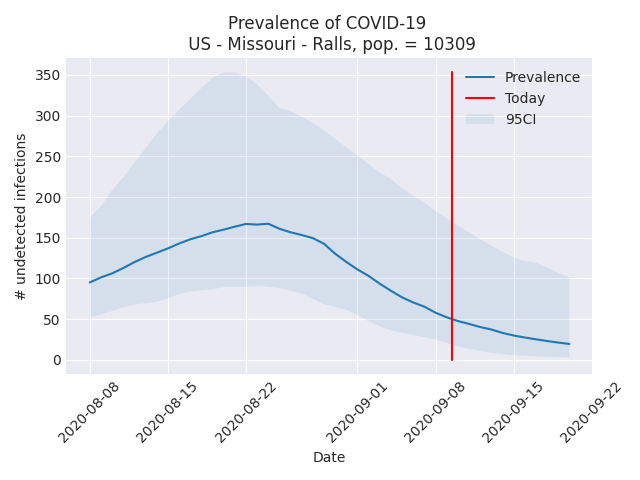 Prevalence of COVID-19
US - Missouri - Ralls, pop. = 10309
Prevalence
Today
95CI
# undetected infections
350
300
250
200
150
100
50
0
2020-08-08
2020-08-15
2020-08-22
2020-09-01
2020-09-08
2020-09-15
2020-09-22
Date